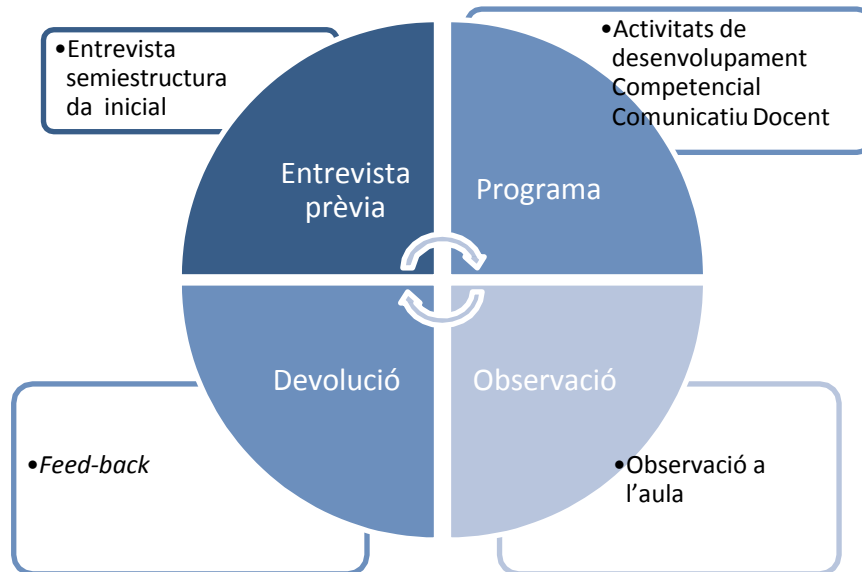 •Entrevista
semiestructura
da inicial
•Activitats de
desenvolupament
Competencial
Comunicatiu Docent
Entrevista
prèvia
Programa
Devolució
Observació
•Feed-back
•Observació a
l’aula